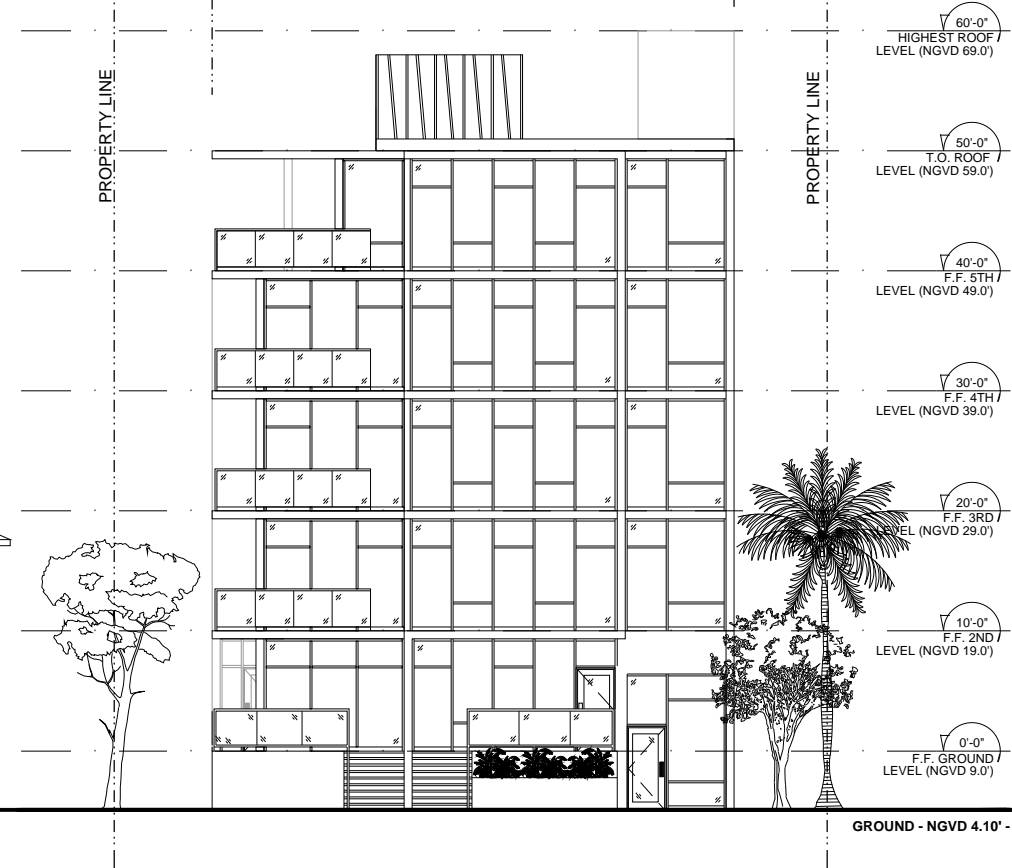 60'-0"
HIGHEST ROOF
LEVEL (NGVD 69.0')
PROPERTY LINE
PROPERTY LINE
50'-0"
T.O. ROOF
LEVEL (NGVD 59.0')
40'-0"
F.F. 5TH
LEVEL (NGVD 49.0')
30'-0"
F.F. 4TH
LEVEL (NGVD 39.0')
20'-0"
F.F. 3RD
LEVEL (NGVD 29.0')
10'-0"
F.F. 2ND
LEVEL (NGVD 19.0')
0'-0"
F.F. GROUND
LEVEL (NGVD 9.0')
GROUND - NGVD 4.10' -